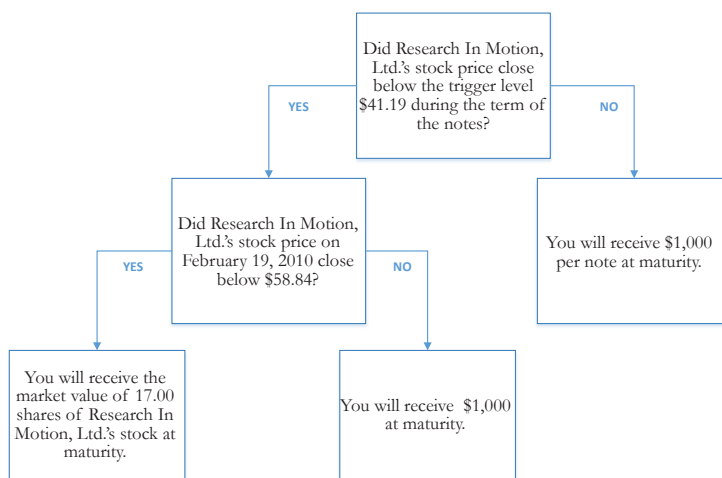 Did Research In Motion,
Ltd.'s stock price close
below the trigger level
$41.19 during the term of
the notes?
YES
NO
Did Research In Motion,
Ltd.'s stock price on
February 19, 2010 close
below $58.84?
You will receive $1,000
per note at maturity.
YES
NO
You will receive the
market value of 17.00
shares of Research In
Motion, Ltd.'s stock at
maturity.
You will receive $1,000
at maturity.